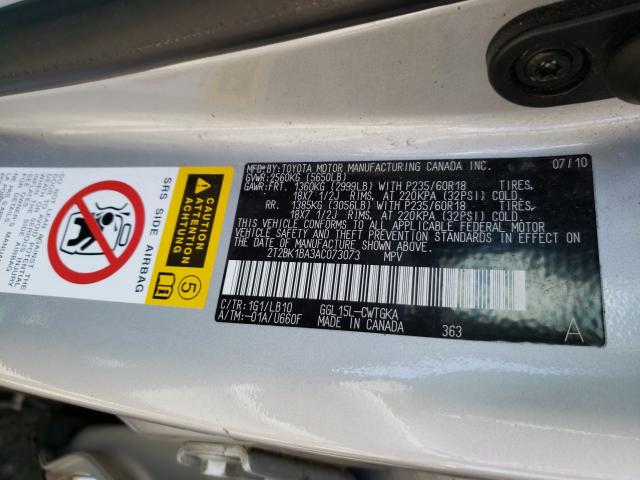 MFD.BY:TOYOTA MOTOR MANUFACTURING CANADA INC. 07/10
GVWR:2560KG (5650LB)
GAWR:FRT. 1360KG (2999LB) WITH P235/60R18 TIRES,
18X7 1/2J RIMS, AT 220KPA (32PSI) COLD.
RR. 1385KG (3055LB) WITH P235/60R18 TIRES,
18X7 1/2J RIMS, AT 220KPA (32PSI) COLD.
THIS VEHICLE CONFORMS TO ALL APPLICABLE FEDERAL MOTOR
VEHICLE SAFETY AND THEFT PREVENTION STANDARDS IN EFFECT
ON THE DATE OF MANUFACTURE SHOWN ABOVE.
2T2BK1BA3AC073073 MPV
C/TR:1G1/LB10 GGL15L-CWTGKA
A/TM:-01A/U660F MADE IN CANADA 363 A
CAUTION
ATTENTION
Achtung
5
SRS SIDE AIRBAG